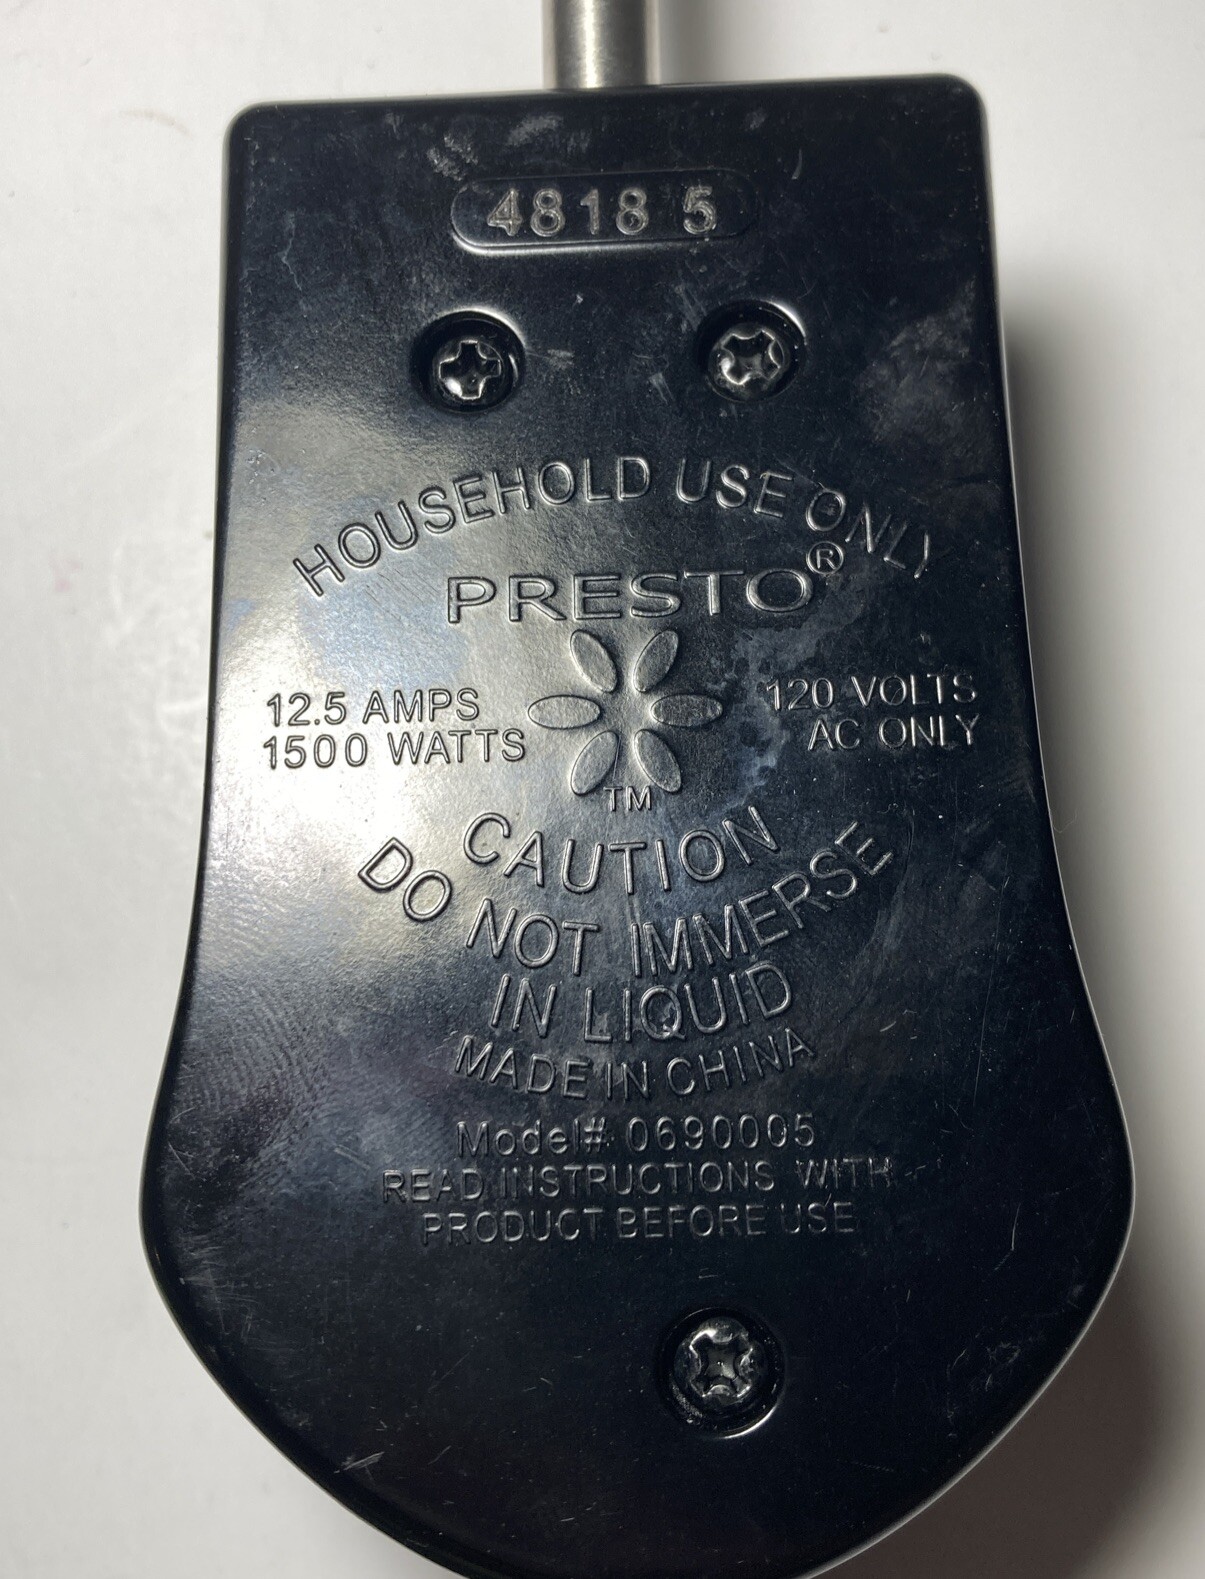 4818 5
HOUSEHOLD USE ONLY
PRESTO®
12.5 AMPS
1500 WATTS
120 VOLTS
AC ONLY
TM
CAUTION
DO NOT IMMERSE
IN LIQUID
MADE IN CHINA
Model# 0690005
READ INSTRUCTIONS WITH
PRODUCT BEFORE USE